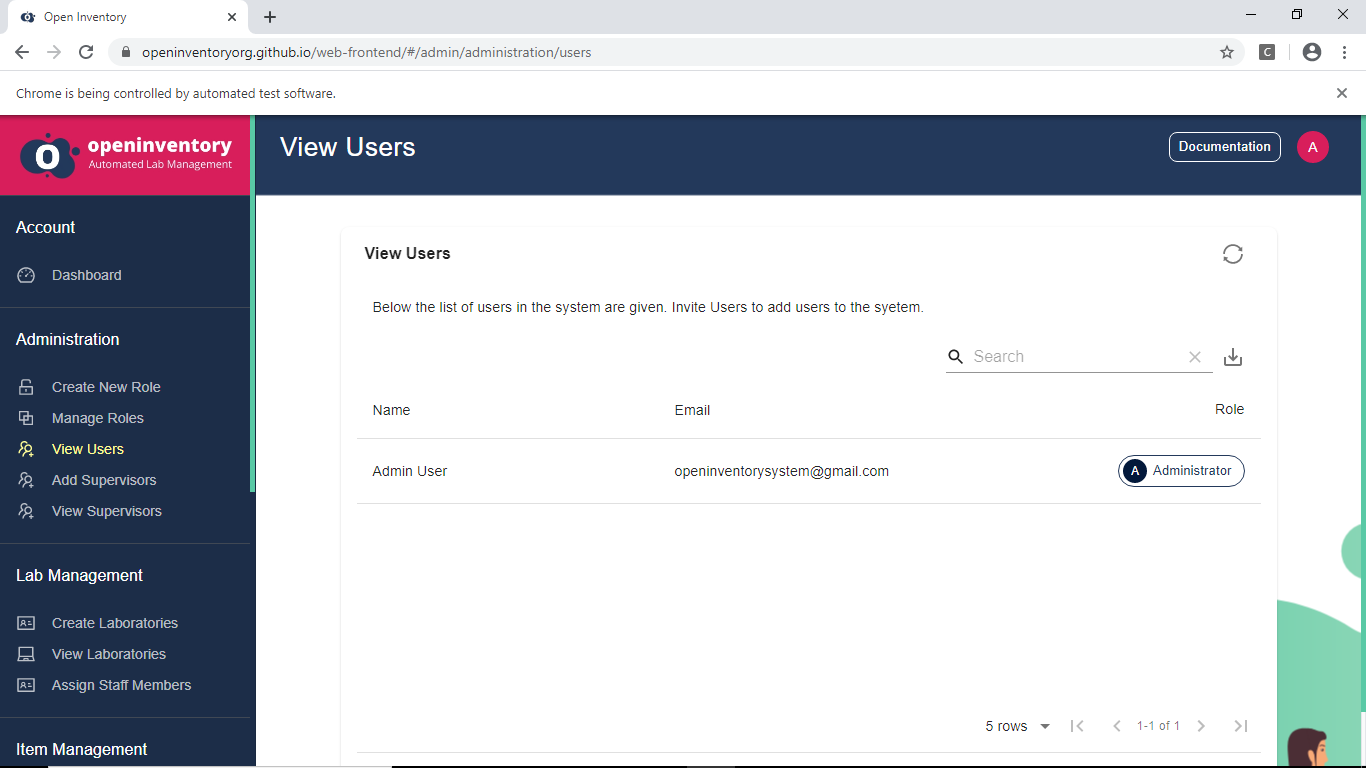 Open Inventory
openinventoryorg.github.io/web-frontend/#/admin/administration/users
C
Chrome is being controlled by automated test software.
openinventory
Automated Lab Management
View Users
Documentation
A
Account
Dashboard
Administration
Create New Role
Manage Roles
View Users
Add Supervisors
View Supervisors
Lab Management
Create Laboratories
View Laboratories
Assign Staff Members
Item Management
View Users
Below the list of users in the system are given. Invite Users to add users to the syetem.
Search
Name Email Role
Admin User openinventorysystem@gmail.com A Administrator
5 rows 1-1 of 1